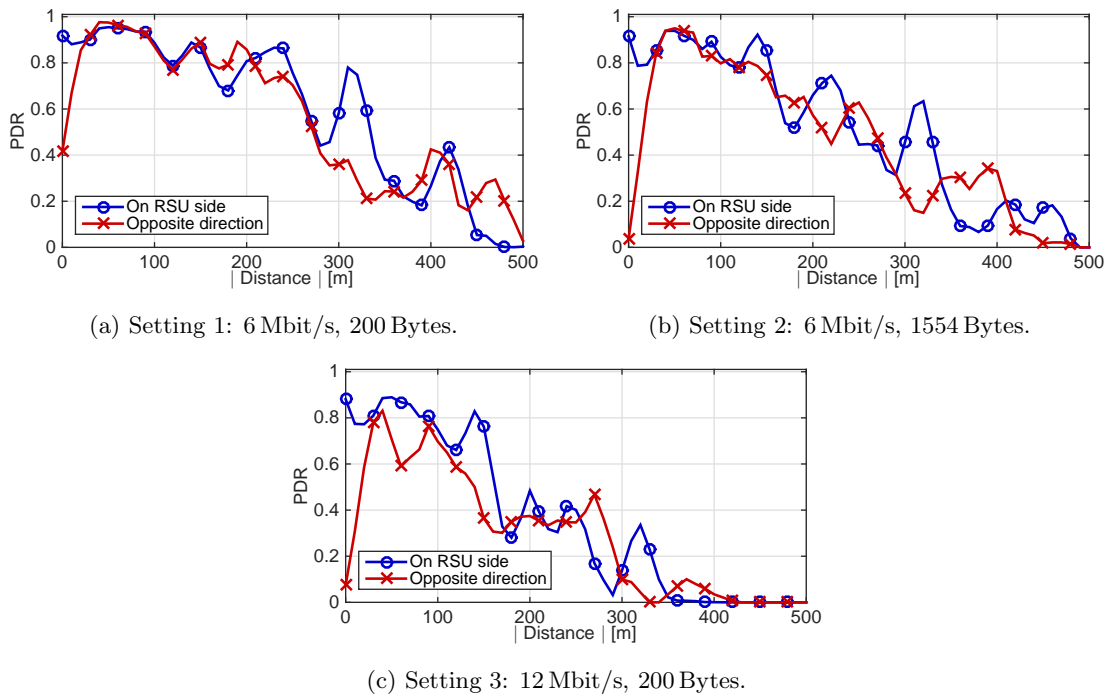 1
0.8
0.6
0.4
0.2
0
PDR
On RSU side
Opposite direction
0 100 200 300 400 500
| Distance | [m]
(a) Setting 1: 6 Mbit/s, 200 Bytes.
1
0.8
0.6
0.4
0.2
0
PDR
On RSU side
Opposite direction
0 100 200 300 400 500
| Distance | [m]
(b) Setting 2: 6 Mbit/s, 1554 Bytes.
1
0.8
0.6
0.4
0.2
0
PDR
On RSU side
Opposite direction
0 100 200 300 400 500
| Distance | [m]
(c) Setting 3: 12 Mbit/s, 200 Bytes.